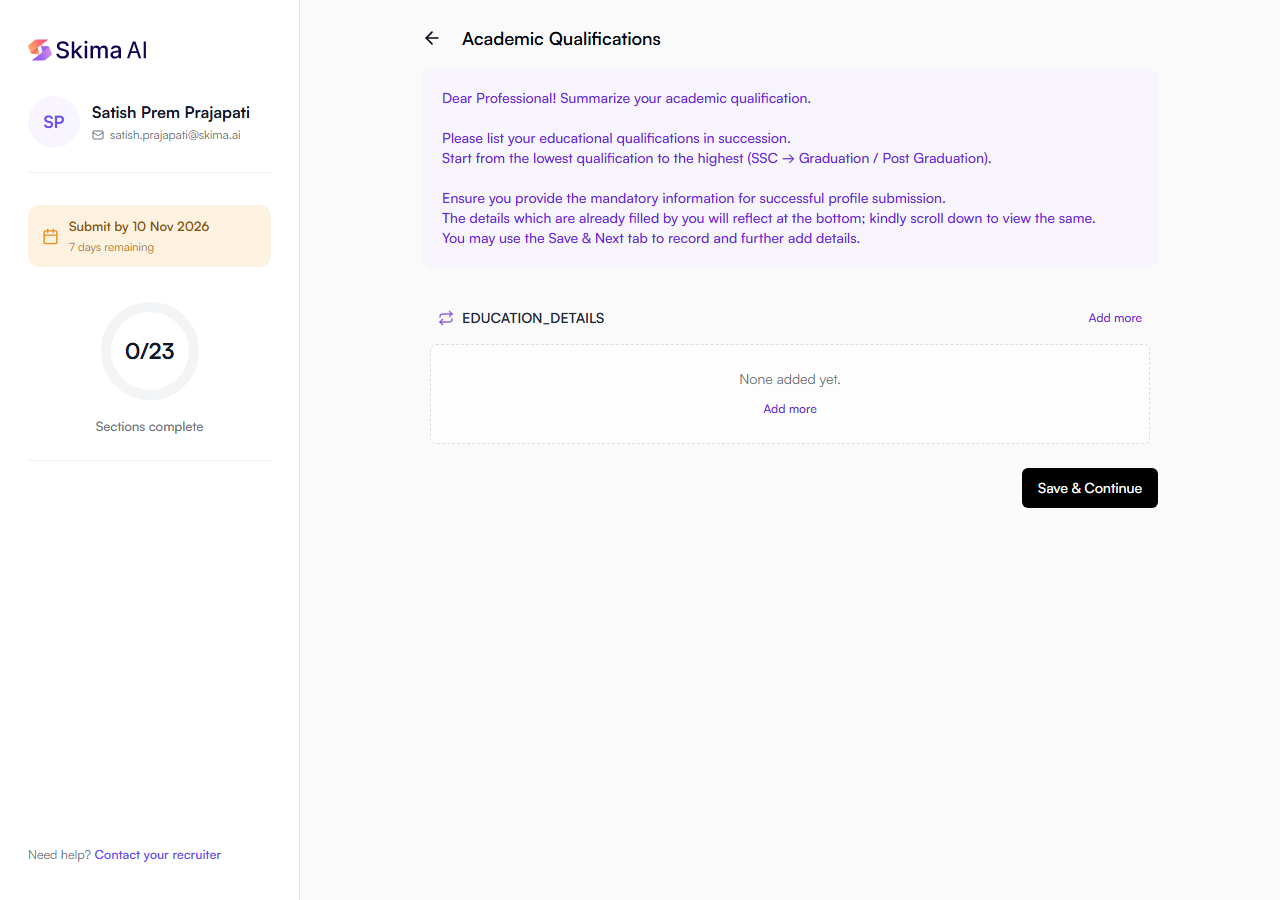 Skima AI
SP
Satish Prem Prajapati
satish.prajapati@skima.ai
Submit by 10 Nov 2026
7 days remaining
0/23
Sections complete
Need help? Contact your recruiter
Academic Qualifications
Dear Professional! Summarize your academic qualification.
Please list your educational qualifications in succession.
Start from the lowest qualification to the highest (SSC → Graduation / Post Graduation).
Ensure you provide the mandatory information for successful profile submission.
The details which are already filled by you will reflect at the bottom; kindly scroll down to view the same.
You may use the Save & Next tab to record and further add details.
EDUCATION_DETAILS
Add more
None added yet.
Add more
Save & Continue